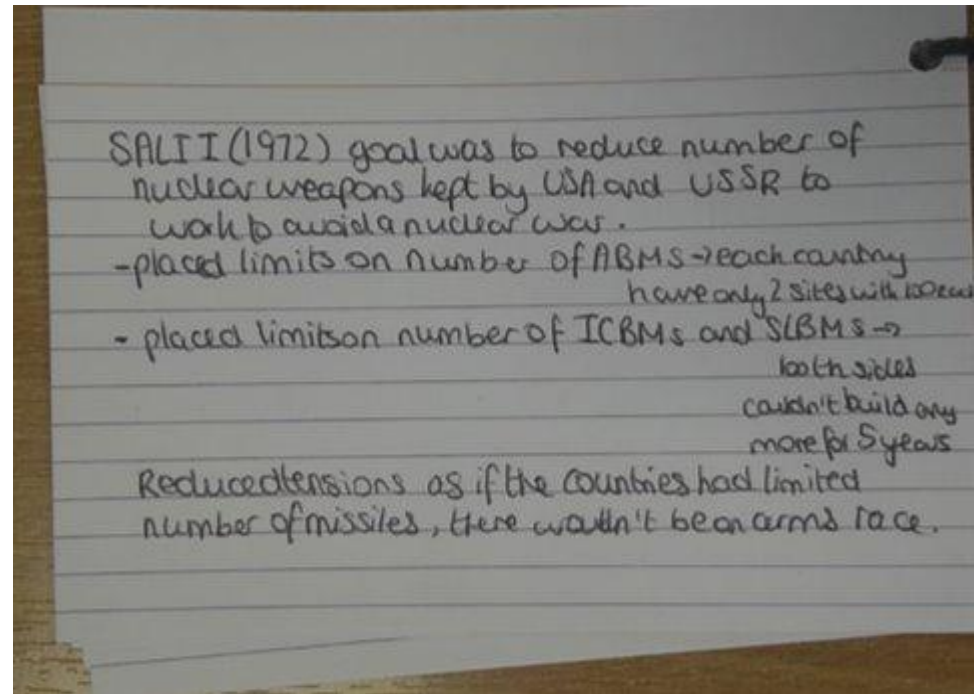 SALT I (1972) goal was to reduce number of
nuclear weapons kept by USA and USSR to
work to avoid a nuclear war.
-placed limits on number of ABMs→each country
have only 2 sites with 100 each
- placed limits on number of ICBMs and SLBMs→
both sides
couldn't build any
more for 5 years
Reduced tensions as if the countries had limited
number of missiles, there wouldn't be an arms race.